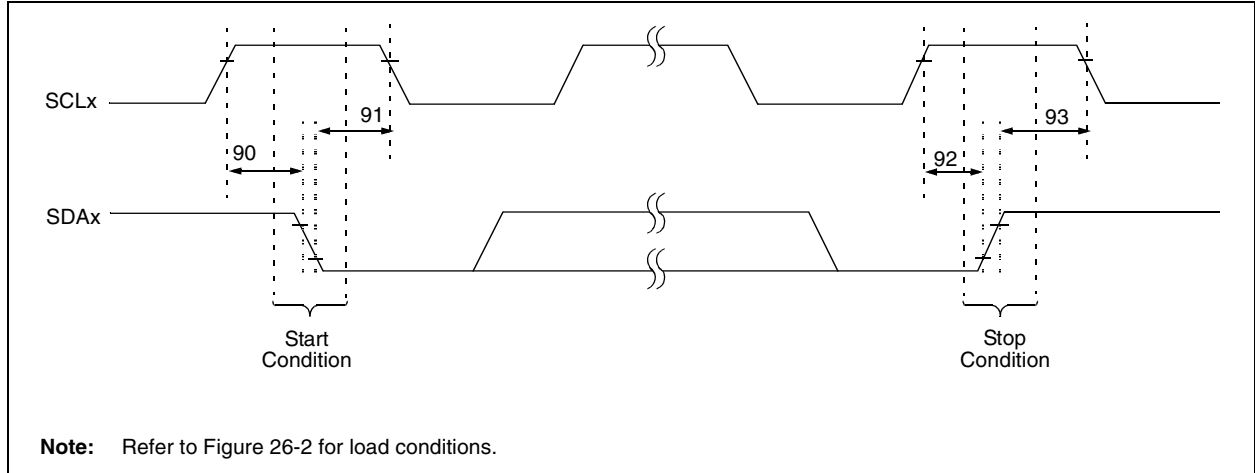 SCLx
91
93
90
92
SDAx
Start
Condition
Stop
Condition
Note: Refer to Figure 26-2 for load conditions.